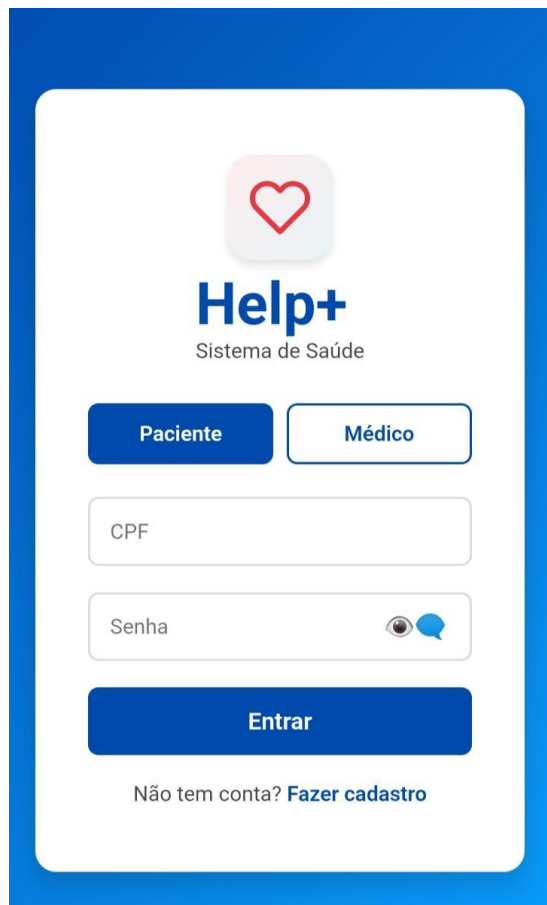 Help+
Sistema de Saúde
Paciente Médico
CPF
Senha
Entrar
Não tem conta? Fazer cadastro